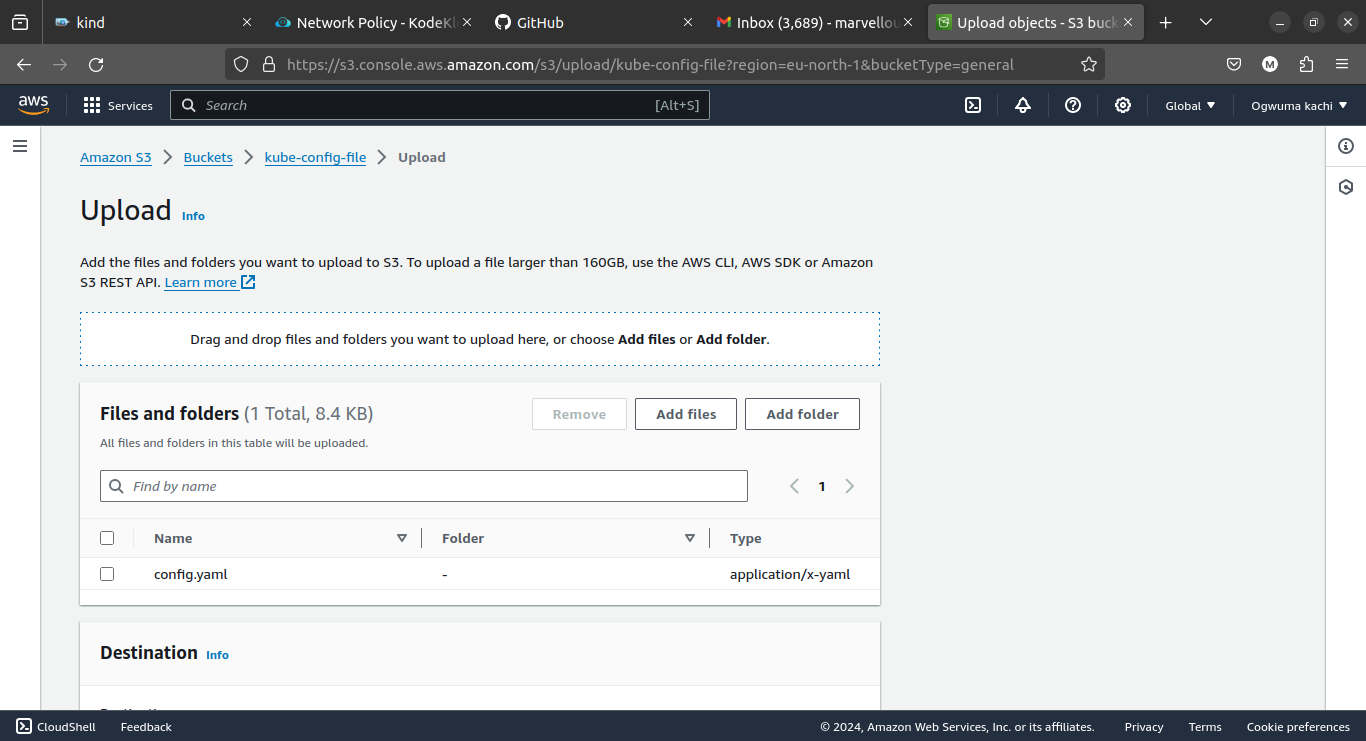 kind
Network Policy - KodeKl
GitHub
Inbox (3,689) - marvellou
Upload objects - S3 buck
https://s3.console.aws.amazon.com/s3/upload/kube-config-file?region=eu-north-1&bucketType=general
M
aws
Services
Search
[Alt+S]
Global
Ogwuma kachi
Amazon S3
Buckets
kube-config-file
Upload
Upload Info
Add the files and folders you want to upload to S3. To upload a file larger than 160GB, use the AWS CLI, AWS SDK or Amazon
S3 REST API. Learn more
Drag and drop files and folders you want to upload here, or choose Add files or Add folder.
Files and folders (1 Total, 8.4 KB)
Remove
Add files
Add folder
All files and folders in this table will be uploaded.
Find by name
1
Name
Folder
Type
config.yaml
-
application/x-yaml
Destination Info
CloudShell
Feedback
© 2024, Amazon Web Services, Inc. or its affiliates.
Privacy
Terms
Cookie preferences